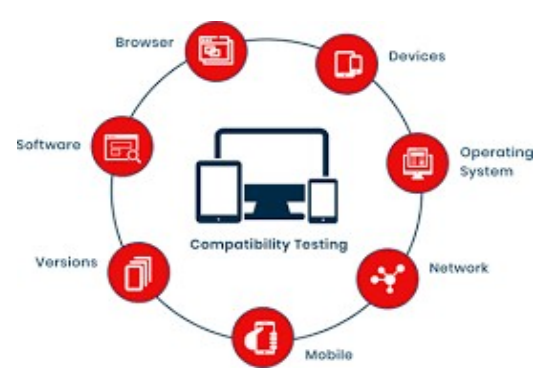 Browser
Devices
Software
Operating
System
Compatibility Testing
Versions
Network
Mobile